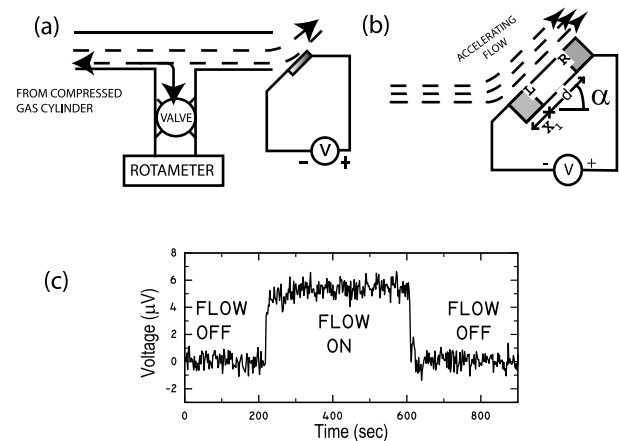 (a)
FROM COMPRESSED
GAS CYLINDER
VALVE
ROTAMETER
V
- +
(b)
ACCELERATING
FLOW
L
R
d
X1
α
- V +
(c)
Voltage (μV)
8
6
4
2
0
-2
FLOW
OFF
FLOW
ON
FLOW
OFF
0 200 400 600 800
Time (sec)